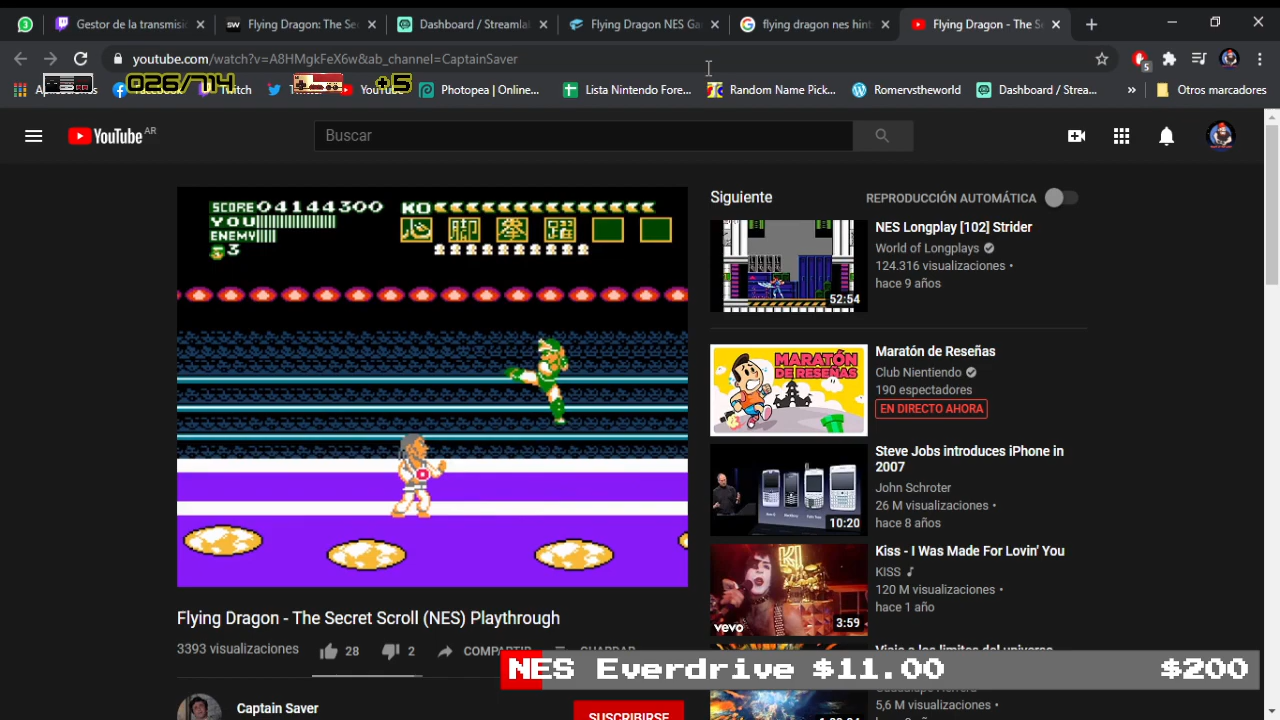 Gestor de la transmisi
Flying Dragon: The Se
Dashboard / Streamla
Flying Dragon NES Ga
flying dragon nes hint
Flying Dragon - The S
youtube.com/watch?v=A8HMgkFeX6w&ab_channel=CaptainSaver
5
026/714
+5
Twitch
Photopea | Online...
Lista Nintendo Fore...
Random Name Pick...
Romervstheworld
Dashboard / Strea...
»
Otros marcadores
YouTube AR
Buscar
SCORE04144300
YOU
ENEMY
3
KO
心 脚 拳 躍
Siguiente
REPRODUCCIÓN AUTOMÁTICA
NES Longplay [102] Strider
World of Longplays
124.316 visualizaciones •
hace 9 años
52:54
MARATÓN
DE RESEÑAS
Maratón de Reseñas
Club Nientiendo
190 espectadores
EN DIRECTO AHORA
Steve Jobs introduces iPhone in
2007
John Schroter
26 M visualizaciones •
hace 8 años
10:20
Kiss - I Was Made For Lovin' You
KISS
120 M visualizaciones •
hace 1 año
vevo
3:59
Flying Dragon - The Secret Scroll (NES) Playthrough
3393 visualizaciones
28
2
NES Everdrive $11.00
$200
5,6 M visualizaciones •
Captain Saver
SUSCRIBIRSE